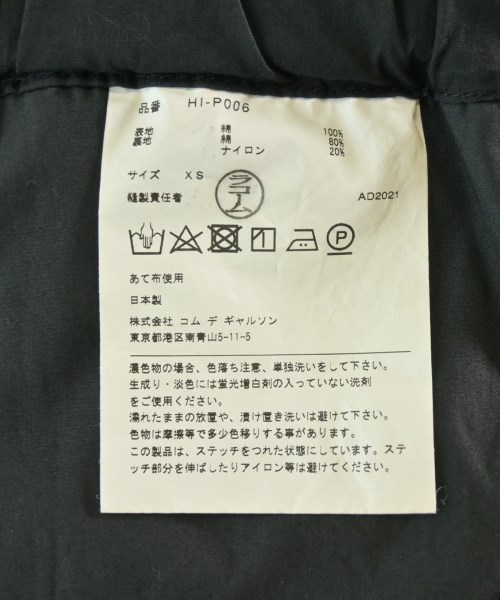 品番 HI-P006
表地 綿 100%
裏地 綿 80%
ナイロン 20%
サイズ XS
縫製責任者 ラコム AD2021
P
あて布使用
日本製
株式会社 コム デ ギャルソン
東京都港区南青山5-11-5
濃色物の場合、色落ち注意、単独洗いをして下さい。
生成り・淡色には蛍光増白剤の入っていない洗剤
をご使用ください。
濡れたままの放置や、漬け置き洗いは避けて下さい。
色物は摩擦等で多少色移りする事があります。
この製品は、ステッチをつれた状態にしています。ステ
ッチ部分を伸ばしたりアイロン等は避けてください。